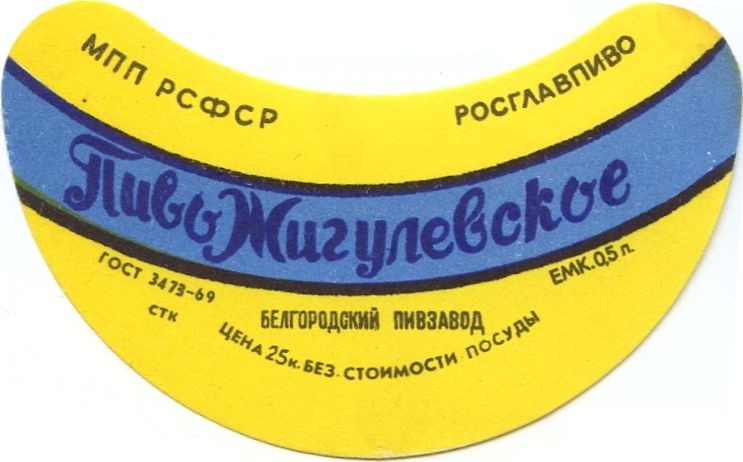 МПП РСФСР
РОСГЛАВПИВО
Пиво Жигулевское
ГОСТ 3473-69
ЕМК.0,5 л.
СТК
БЕЛГОРОДСКИЙ ПИВЗАВОД
ЦЕНА 25к. БЕЗ. СТОИМОСТИ ПОСУДЫ